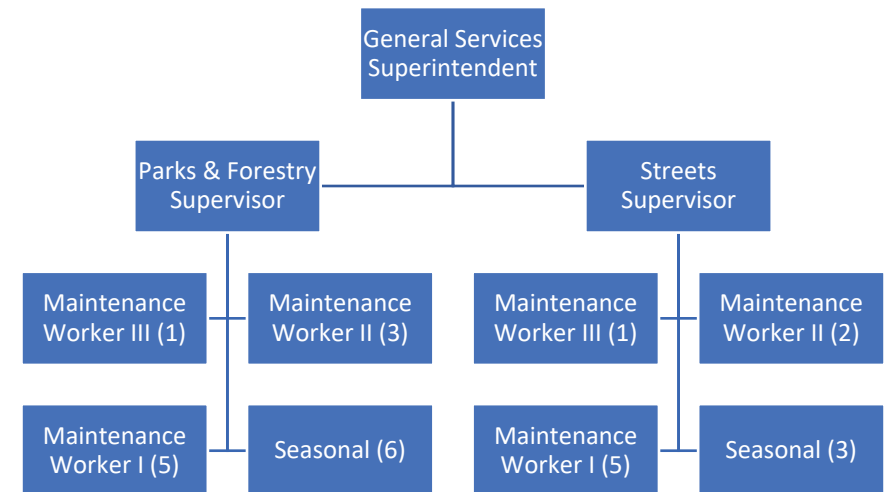 General Services
Superintendent
Parks & Forestry
Supervisor
Streets
Supervisor
Maintenance
Worker III (1)
Maintenance
Worker II (3)
Maintenance
Worker III (1)
Maintenance
Worker II (2)
Maintenance
Worker I (5)
Seasonal (6)
Maintenance
Worker I (5)
Seasonal (3)